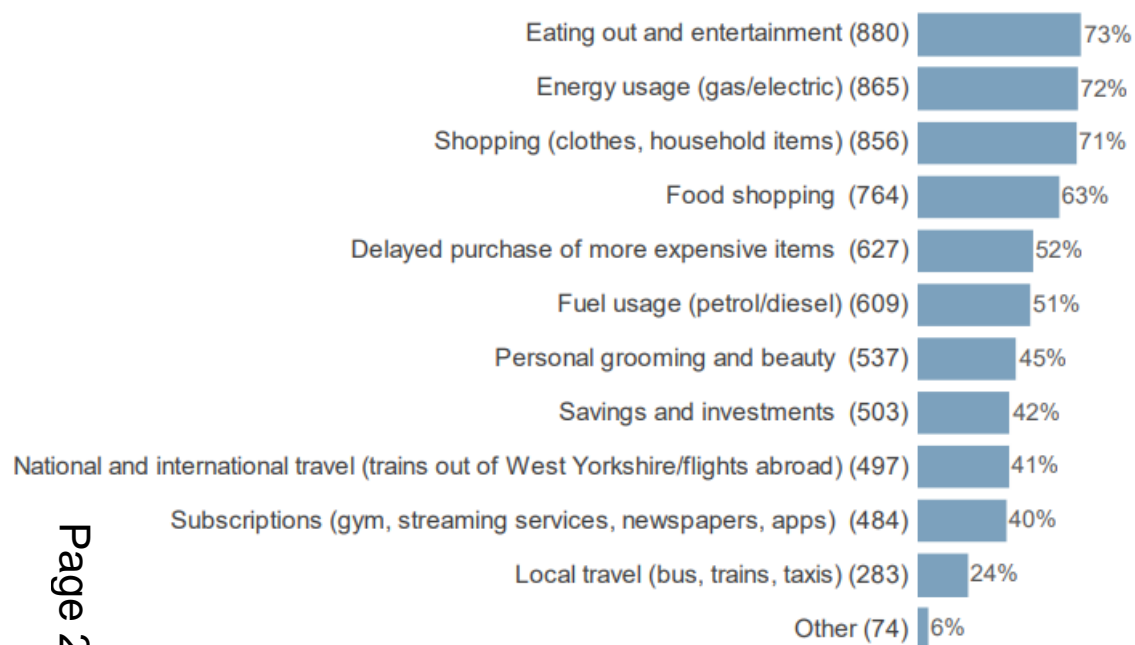 Eating out and entertainment (880) 73%
Energy usage (gas/electric) (865) 72%
Shopping (clothes, household items) (856) 71%
Food shopping (764) 63%
Delayed purchase of more expensive items (627) 52%
Fuel usage (petrol/diesel) (609) 51%
Personal grooming and beauty (537) 45%
Savings and investments (503) 42%
National and international travel (trains out of West Yorkshire/flights abroad) (497) 41%
Subscriptions (gym, streaming services, newspapers, apps) (484) 40%
Local travel (bus, trains, taxis) (283) 24%
Other (74) 6%
Page